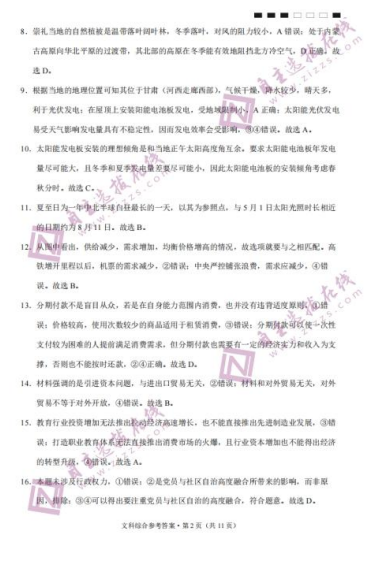 8．崇礼当地的自然植被是温带落叶阔叶林，冬季落叶，对风的阻力较小，A 错误；处于内蒙
古高原向华北平原的过渡带，其北部的高原在冬季能有效地阻挡北方冷空气，D 正确。故
选 D。
9．根据当地的地理位置可知其位于甘肃（河西走廊西部），气候干燥，降水较少，晴天多，
利于光伏发电；在屋顶上安装阳能电池板发电，受地域限制小，A 正确；太阳能光伏发电
易受天气影响发电量具有不稳定性，因而发电效率会受影响，③④错误。故选 A。
10．太阳能发电板安装的理想倾角是和当地正午太阳高度角互余。要求太阳能电池板年发电
量尽可能大，且冬季和夏季发电量差要尽可能小，因此太阳能电池板的安装倾角考虑春
秋分时。故选 C。
11．夏至日为一年中北半球白昼最长的一天，以其为参照点，与 5 月 1 日太阳光照时长相近
的日期约为 8 月 11 日。故选 B。
12．从图中看出，供给减少，需求增加，均衡价格增高的情况，故选项就要与之相匹配。高
铁增开里程以后，机票的需求减少，②错误；中央严控铺张浪费，需求应减少，④错
误。故选 B。
13．分期付款不是盲目从众，若是在自身能力范围内消费，也并没有违背适度原则，①错
误；价格较高，使用次数较少的商品适用于租赁消费，③错误；分期付款可以使一次性
支付较为困难的人提前满足消费需求，但分期付款也需要有一定的经济实力和收入为支
撑，否则也不能按时还款，②④正确。故选 D。
14．材料强调的是引进资本问题，与进出口贸易无关，②错误；材料和对外贸易无关，对外
贸易不等于对外开放，④错误。故选 A。
15．教育行业投资增加无法推出拉动经济高速增长，也不能直接推出先进制造业发展，③错
误；打造职业教育体系无法直接推出消费市场的火爆，且行业资本增加也不能得出经济
的转型升级，④错误。故选 A。
16．本题未涉及行政权力，①错误；②是党员与社区自治高度融合所带来的影响，而非原
因，排除；③④可以得出要注重党员与社区自治的高度融合，符合题意。故选 D。
文科综合参考答案·第 2 页（共 11 页）
自主选拔在线
www.zizzs.com